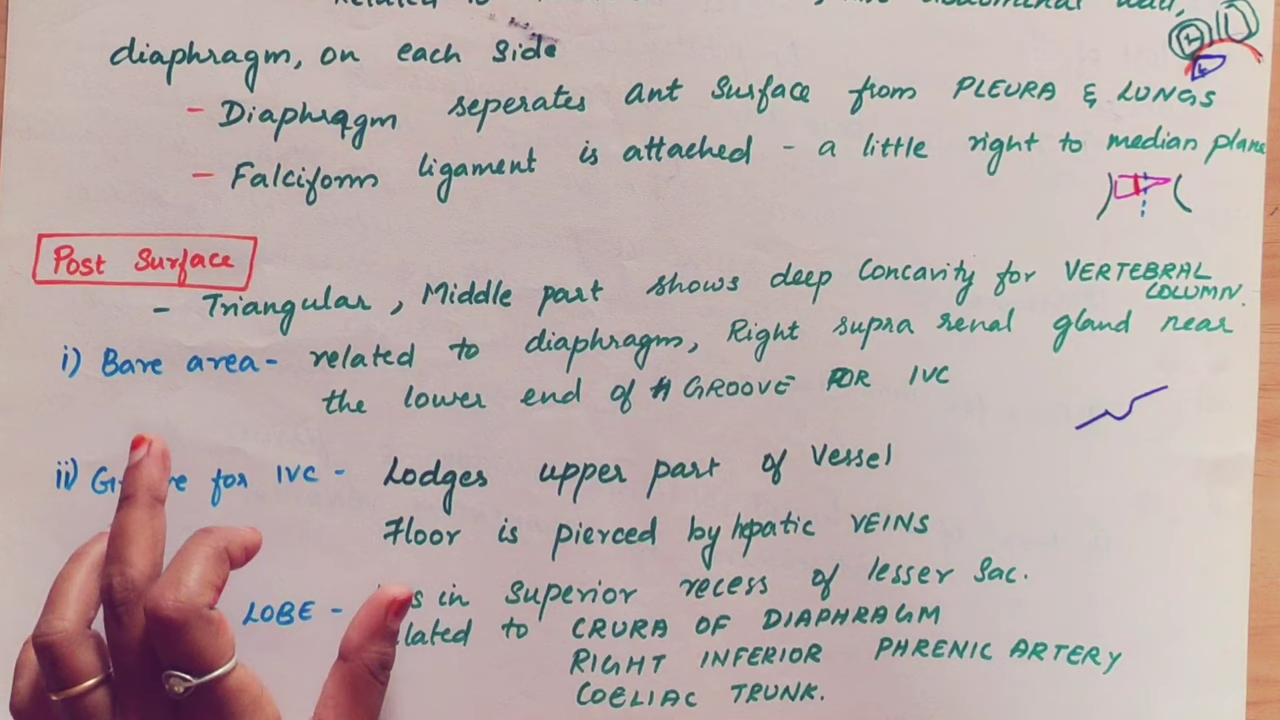 Related to
diaphragm, on each side
- Diaphragm seperates ant surface from PLEURA & LUNGS
- Falciform ligament is attached - a little right to median plane
Post Surface
- Triangular, Middle part shows deep Concavity for VERTEBRAL COLUMN.
i) Bare area - related to diaphragm, Right supra renal gland near
the lower end of GROOVE FOR IVC
ii) for IVC - Lodges upper part of Vessel
Floor is pierced by hepatic VEINS
LOBE - in Superior recess of lesser Sac.
to CRURA OF DIAPHRAGM
RIGHT INFERIOR PHRENIC ARTERY
COELIAC TRUNK.